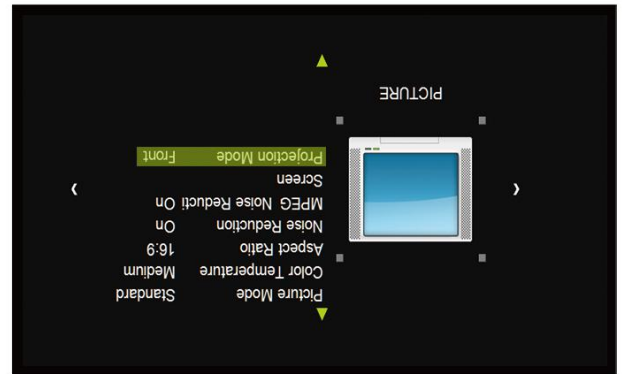 Picture Mode Standard
Color Temperature Medium
Aspect Ratio 16:9
Noise Reduction On
MPEG Noise Reducti On
Screen
Projection Mode Front
PICTURE